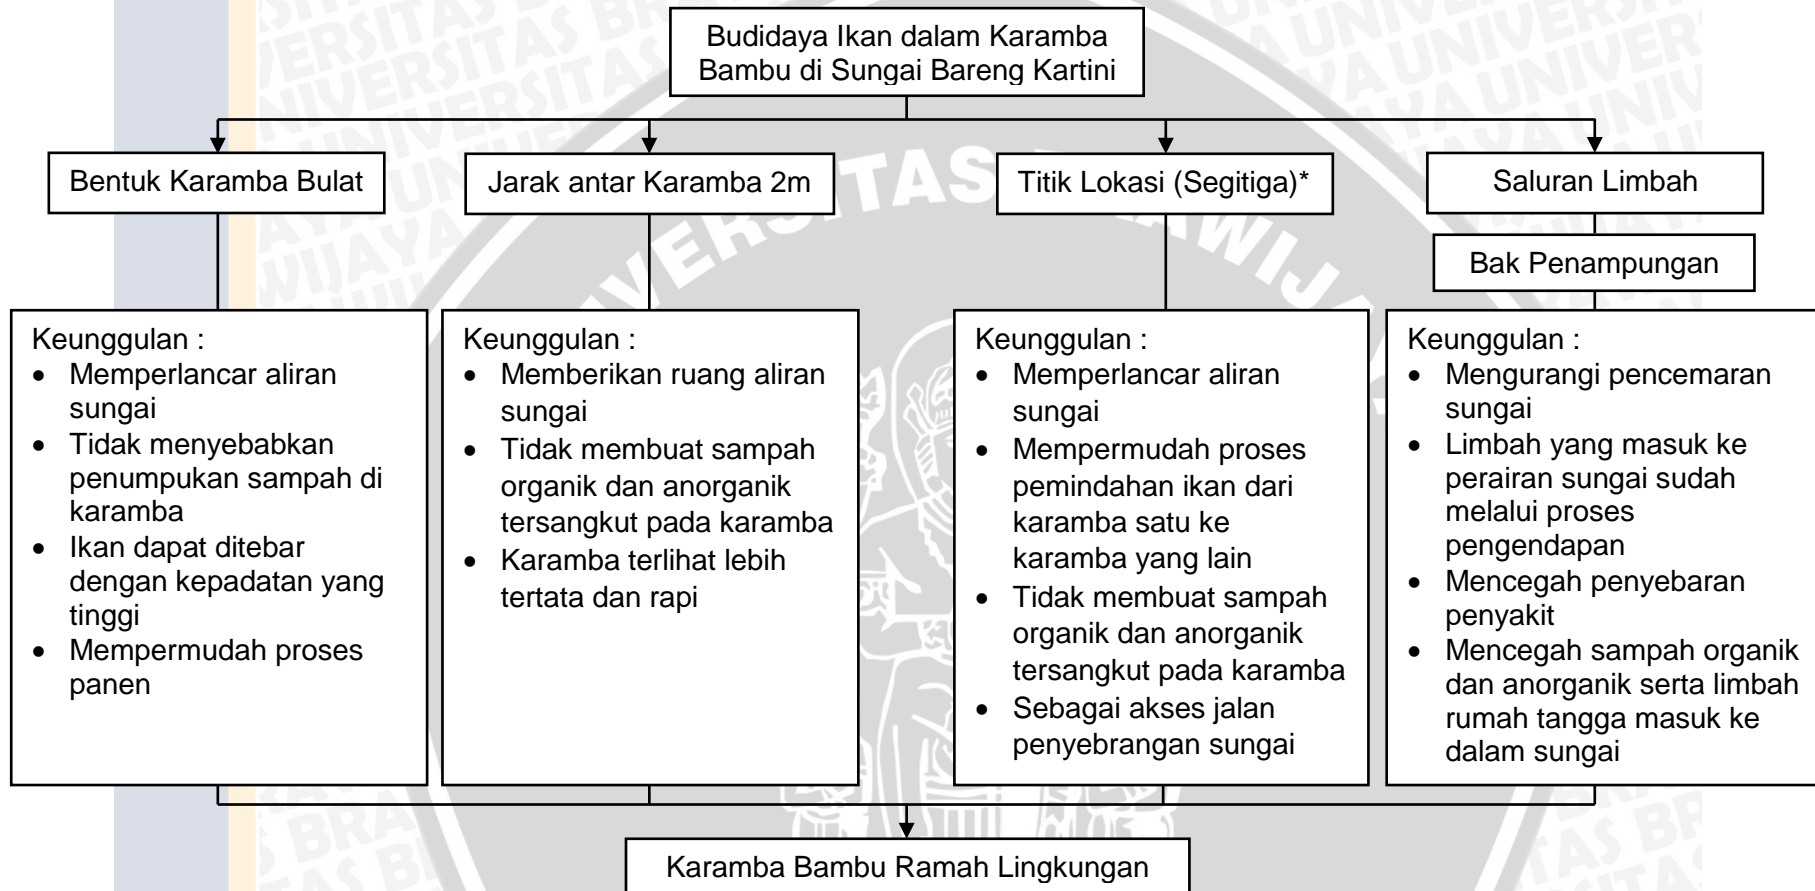 Budidaya Ikan dalam Karamba
Bambu di Sungai Bareng Kartini
Bentuk Karamba Bulat
Jarak antar Karamba 2m
Titik Lokasi (Segitiga)*
Saluran Limbah
Bak Penampungan
Keunggulan :
• Memperlancar aliran
sungai
• Tidak menyebabkan
penumpukan sampah di
karamba
• Ikan dapat ditebar
dengan kepadatan yang
tinggi
• Mempermudah proses
panen
Keunggulan :
• Memberikan ruang aliran
sungai
• Tidak membuat sampah
organik dan anorganik
tersangkut pada karamba
• Karamba terlihat lebih
tertata dan rapi
Keunggulan :
• Memperlancar aliran
sungai
• Mempermudah proses
pemindahan ikan dari
karamba satu ke
karamba yang lain
• Tidak membuat sampah
organik dan anorganik
tersangkut pada karamba
• Sebagai akses jalan
penyebrangan sungai
Keunggulan :
• Mengurangi pencemaran
sungai
• Limbah yang masuk ke
perairan sungai sudah
melalui proses
pengendapan
• Mencegah penyebaran
penyakit
• Mencegah sampah organik
dan anorganik serta limbah
rumah tangga masuk ke
dalam sungai
Karamba Bambu Ramah Lingkungan